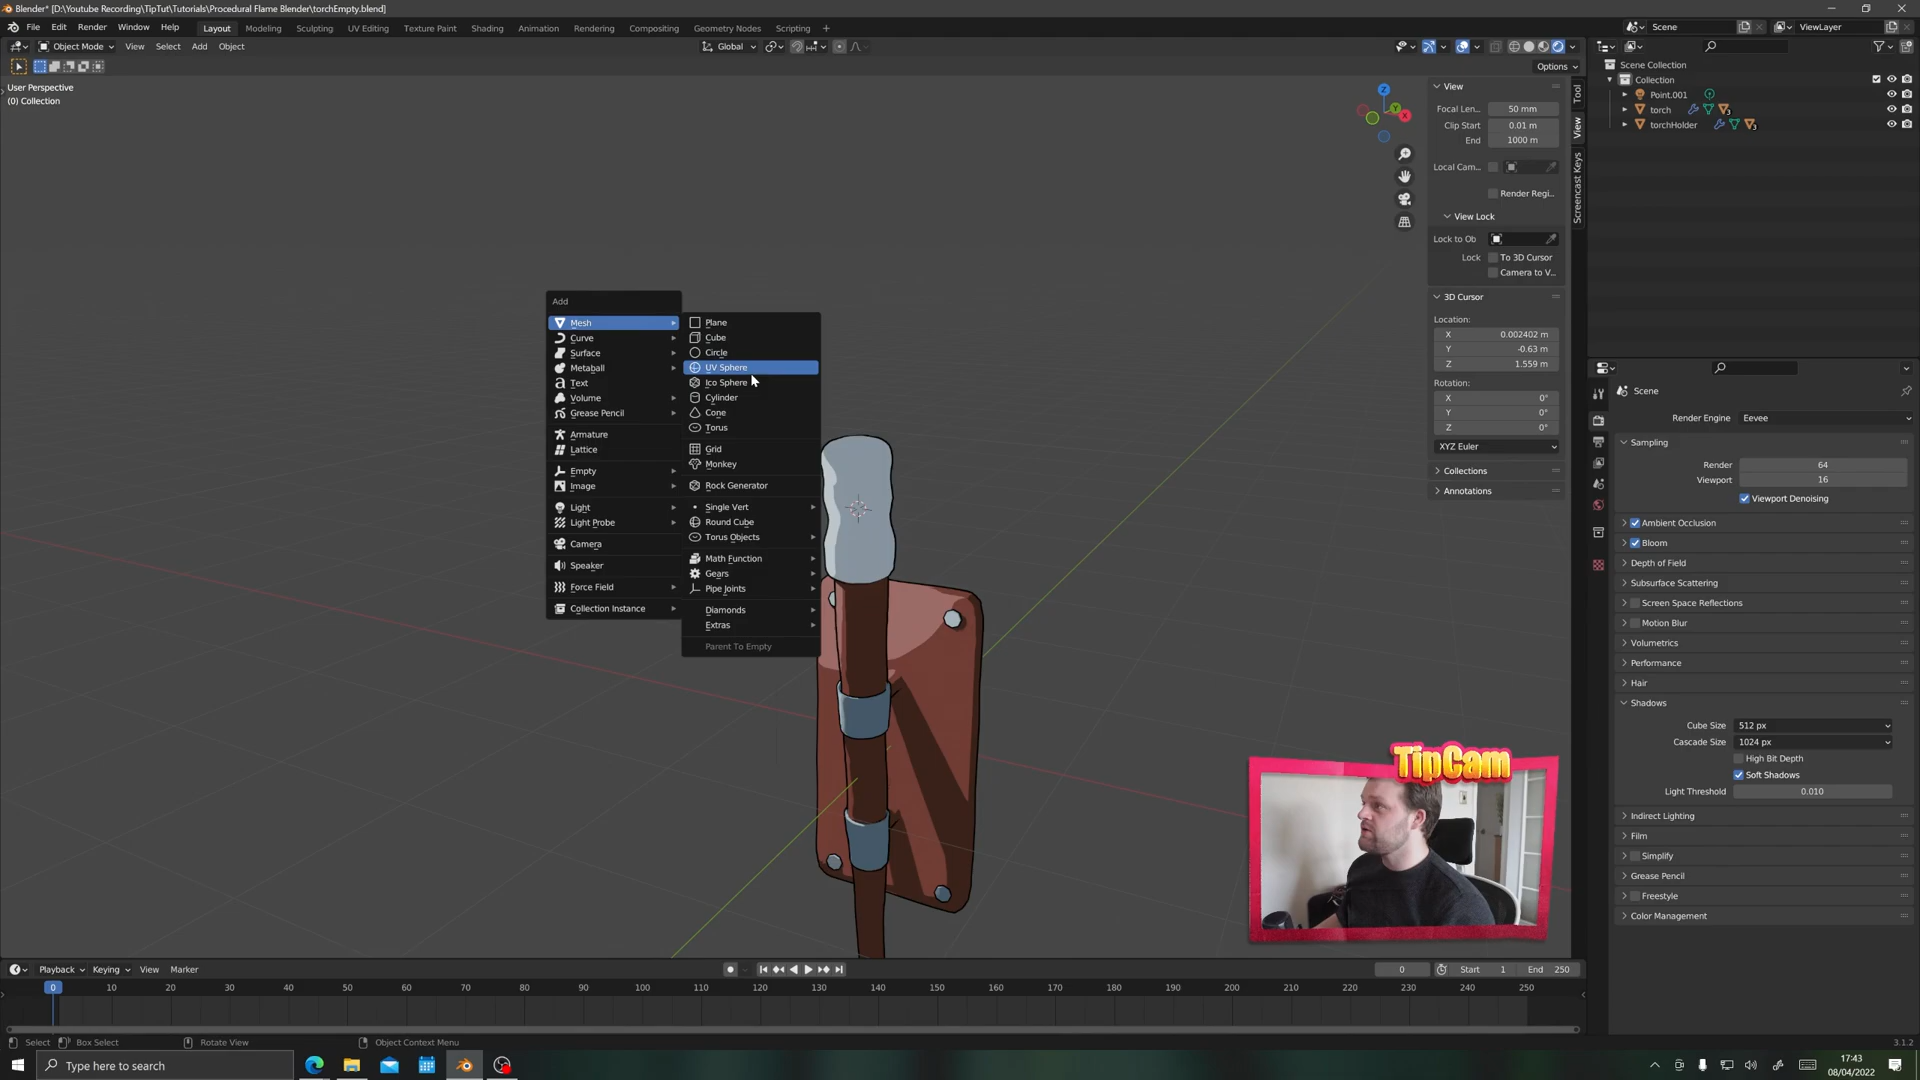 Blender* [D:\Youtube Recording\TipTut\Tutorials\Procedural Flame Blender\torchEmpty.blend]
File Edit Render Window Help Layout Modeling Sculpting UV Editing Texture Paint Shading Animation Rendering Compositing Geometry Nodes Scripting + Scene ViewLayer
Object Mode View Select Add Object Global
Options
User Perspective
(0) Collection
Z
Y
X
Add
Mesh
Curve
Surface
Metaball
Text
Volume
Grease Pencil
Armature
Lattice
Empty
Image
Light
Light Probe
Camera
Speaker
Force Field
Collection Instance
Plane
Cube
Circle
UV Sphere
Ico Sphere
Cylinder
Cone
Torus
Grid
Monkey
Rock Generator
Single Vert
Round Cube
Torus Objects
Math Function
Gears
Pipe Joints
Diamonds
Extras
Parent To Empty
View
Focal Len... 50 mm
Clip Start 0.01 m
End 1000 m
Local Cam...
Render Regi...
View Lock
Lock to Ob
Lock To 3D Cursor
Camera to V...
3D Cursor
Location:
X 0.002402 m
Y -0.63 m
Z 1.559 m
Rotation:
X 0°
Y 0°
Z 0°
XYZ Euler
Collections
Annotations
Tool
View
Screencast Keys
Scene Collection
Collection
Point.001
torch
torchHolder
Scene
Render Engine Eevee
Sampling
Render 64
Viewport 16
Viewport Denoising
Ambient Occlusion
Bloom
Depth of Field
Subsurface Scattering
Screen Space Reflections
Motion Blur
Volumetrics
Performance
Hair
Shadows
Cube Size 512 px
Cascade Size 1024 px
High Bit Depth
Soft Shadows
Light Threshold 0.010
Indirect Lighting
Film
Simplify
Grease Pencil
Freestyle
Color Management
TipCam
Playback Keying View Marker 0 Start 1 End 250
0 10 20 30 40 50 60 70 80 90 100 110 120 130 140 150 160 170 180 190 200 210 220 230 240 250
Select Box Select Rotate View Object Context Menu 3.1.2
Type here to search
17:43
08/04/2022